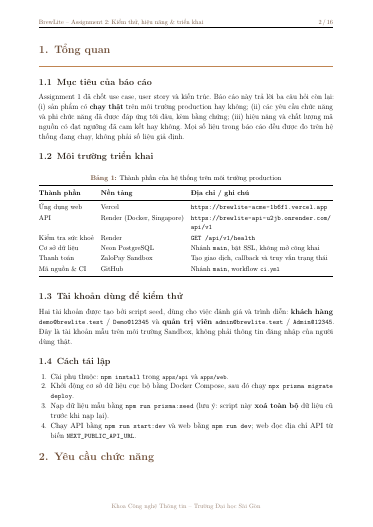 BrewLite – Assignment 2: Kiểm thử, hiệu năng & triển khai 2 / 16
1. Tổng quan
1.1 Mục tiêu của báo cáo
Assignment 1 đã chốt use case, user story và kiến trúc. Báo cáo này trả lời ba câu hỏi còn lại:
(i) sản phẩm có chạy thật trên môi trường production hay không; (ii) các yêu cầu chức năng
và phi chức năng đã được đáp ứng tới đâu, kèm bằng chứng; (iii) hiệu năng và chất lượng mã
nguồn có đạt ngưỡng đã cam kết hay không. Mọi số liệu trong báo cáo đều được đo trên hệ
thống đang chạy, không phải số liệu giả định.
1.2 Môi trường triển khai
Bảng 1: Thành phần của hệ thống trên môi trường production
Thành phần Nền tảng Địa chỉ / ghi chú
Ứng dụng web Vercel https://brewlite-acme-1b6f1.vercel.app
API Render (Docker, Singapore) https://brewlite-api-u2jb.onrender.com/
api/v1
Kiểm tra sức khoẻ Render GET /api/v1/health
Cơ sở dữ liệu Neon PostgreSQL Nhánh main, bật SSL, không mở công khai
Thanh toán ZaloPay Sandbox Tạo giao dịch, callback và truy vấn trạng thái
Mã nguồn & CI GitHub Nhánh main, workflow ci.yml
1.3 Tài khoản dùng để kiểm thử
Hai tài khoản được tạo bởi script seed, dùng cho việc đánh giá và trình diễn: khách hàng
demo@brewlite.test / Demo@12345 và quản trị viên admin@brewlite.test / Admin@12345.
Đây là tài khoản mẫu trên môi trường Sandbox, không phải thông tin đăng nhập của người
dùng thật.
1.4 Cách tái lập
1. Cài phụ thuộc: npm install trong apps/api và apps/web.
2. Khởi động cơ sở dữ liệu cục bộ bằng Docker Compose, sau đó chạy npx prisma migrate
deploy.
3. Nạp dữ liệu mẫu bằng npm run prisma:seed (lưu ý: script này xoá toàn bộ dữ liệu cũ
trước khi nạp lại).
4. Chạy API bằng npm run start:dev và web bằng npm run dev; web đọc địa chỉ API từ
biến NEXT_PUBLIC_API_URL.
2. Yêu cầu chức năng
Khoa Công nghệ Thông tin – Trường Đại học Sài Gòn